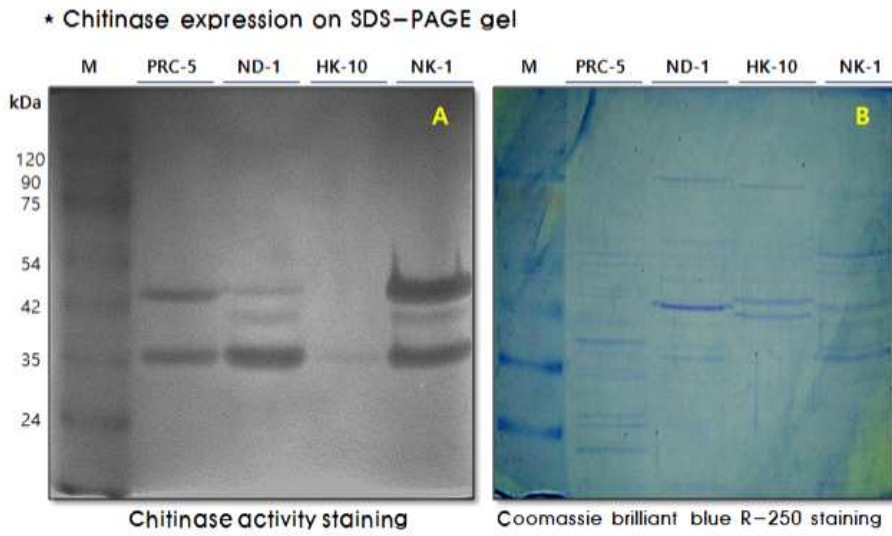 ★ Chitinase expression on SDS-PAGE gel
M PRC-5 ND-1 HK-10 NK-1 M PRC-5 ND-1 HK-10 NK-1
kDa
A B
120
90
75
54
42
35
24
Chitinase activity staining Coomassie brilliant blue R-250 staining